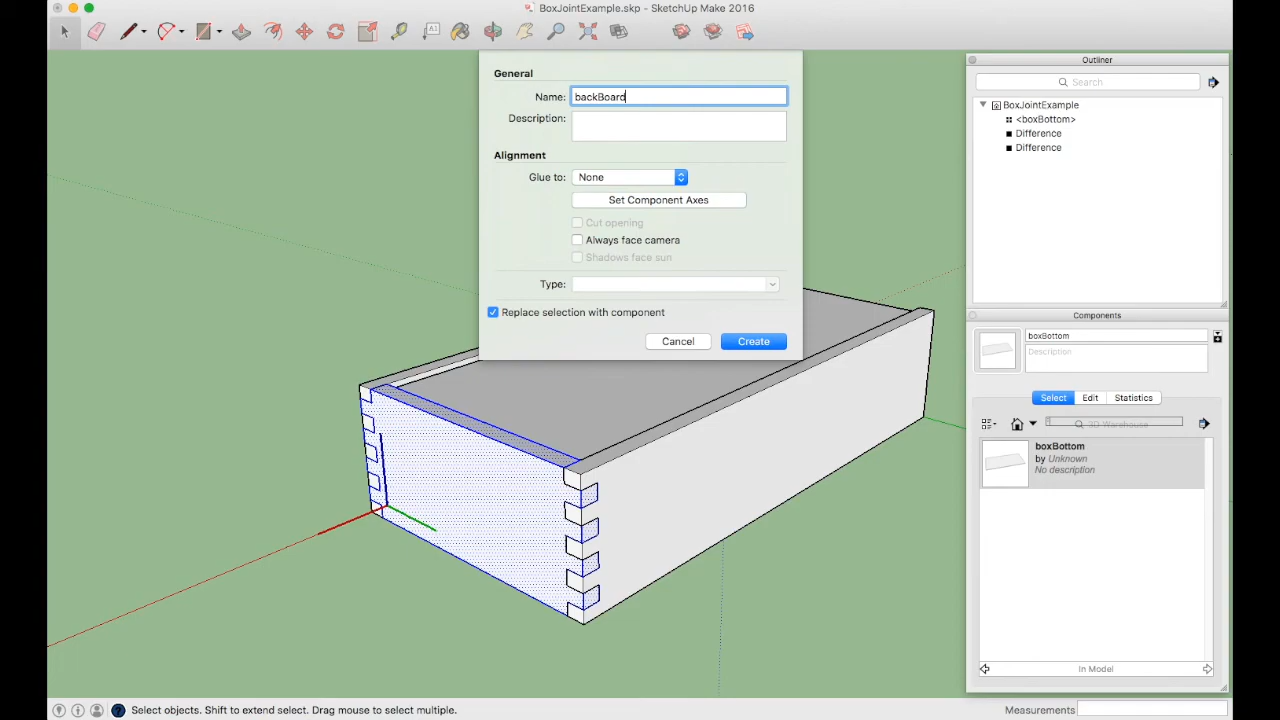 BoxJointExample.skp - SketchUp Make 2016
A1
General
Name: backBoard
Description:
Alignment
Glue to: None
Set Component Axes
Cut opening
Always face camera
Shadows face sun
Type:
Replace selection with component
Cancel Create
Outliner
Search
BoxJointExample
<boxBottom>
Difference
Difference
Components
boxBottom
Description
Select Edit Statistics
3D Warehouse
boxBottom
by Unknown
No description
In Model
Select objects. Shift to extend select. Drag mouse to select multiple.
Measurements